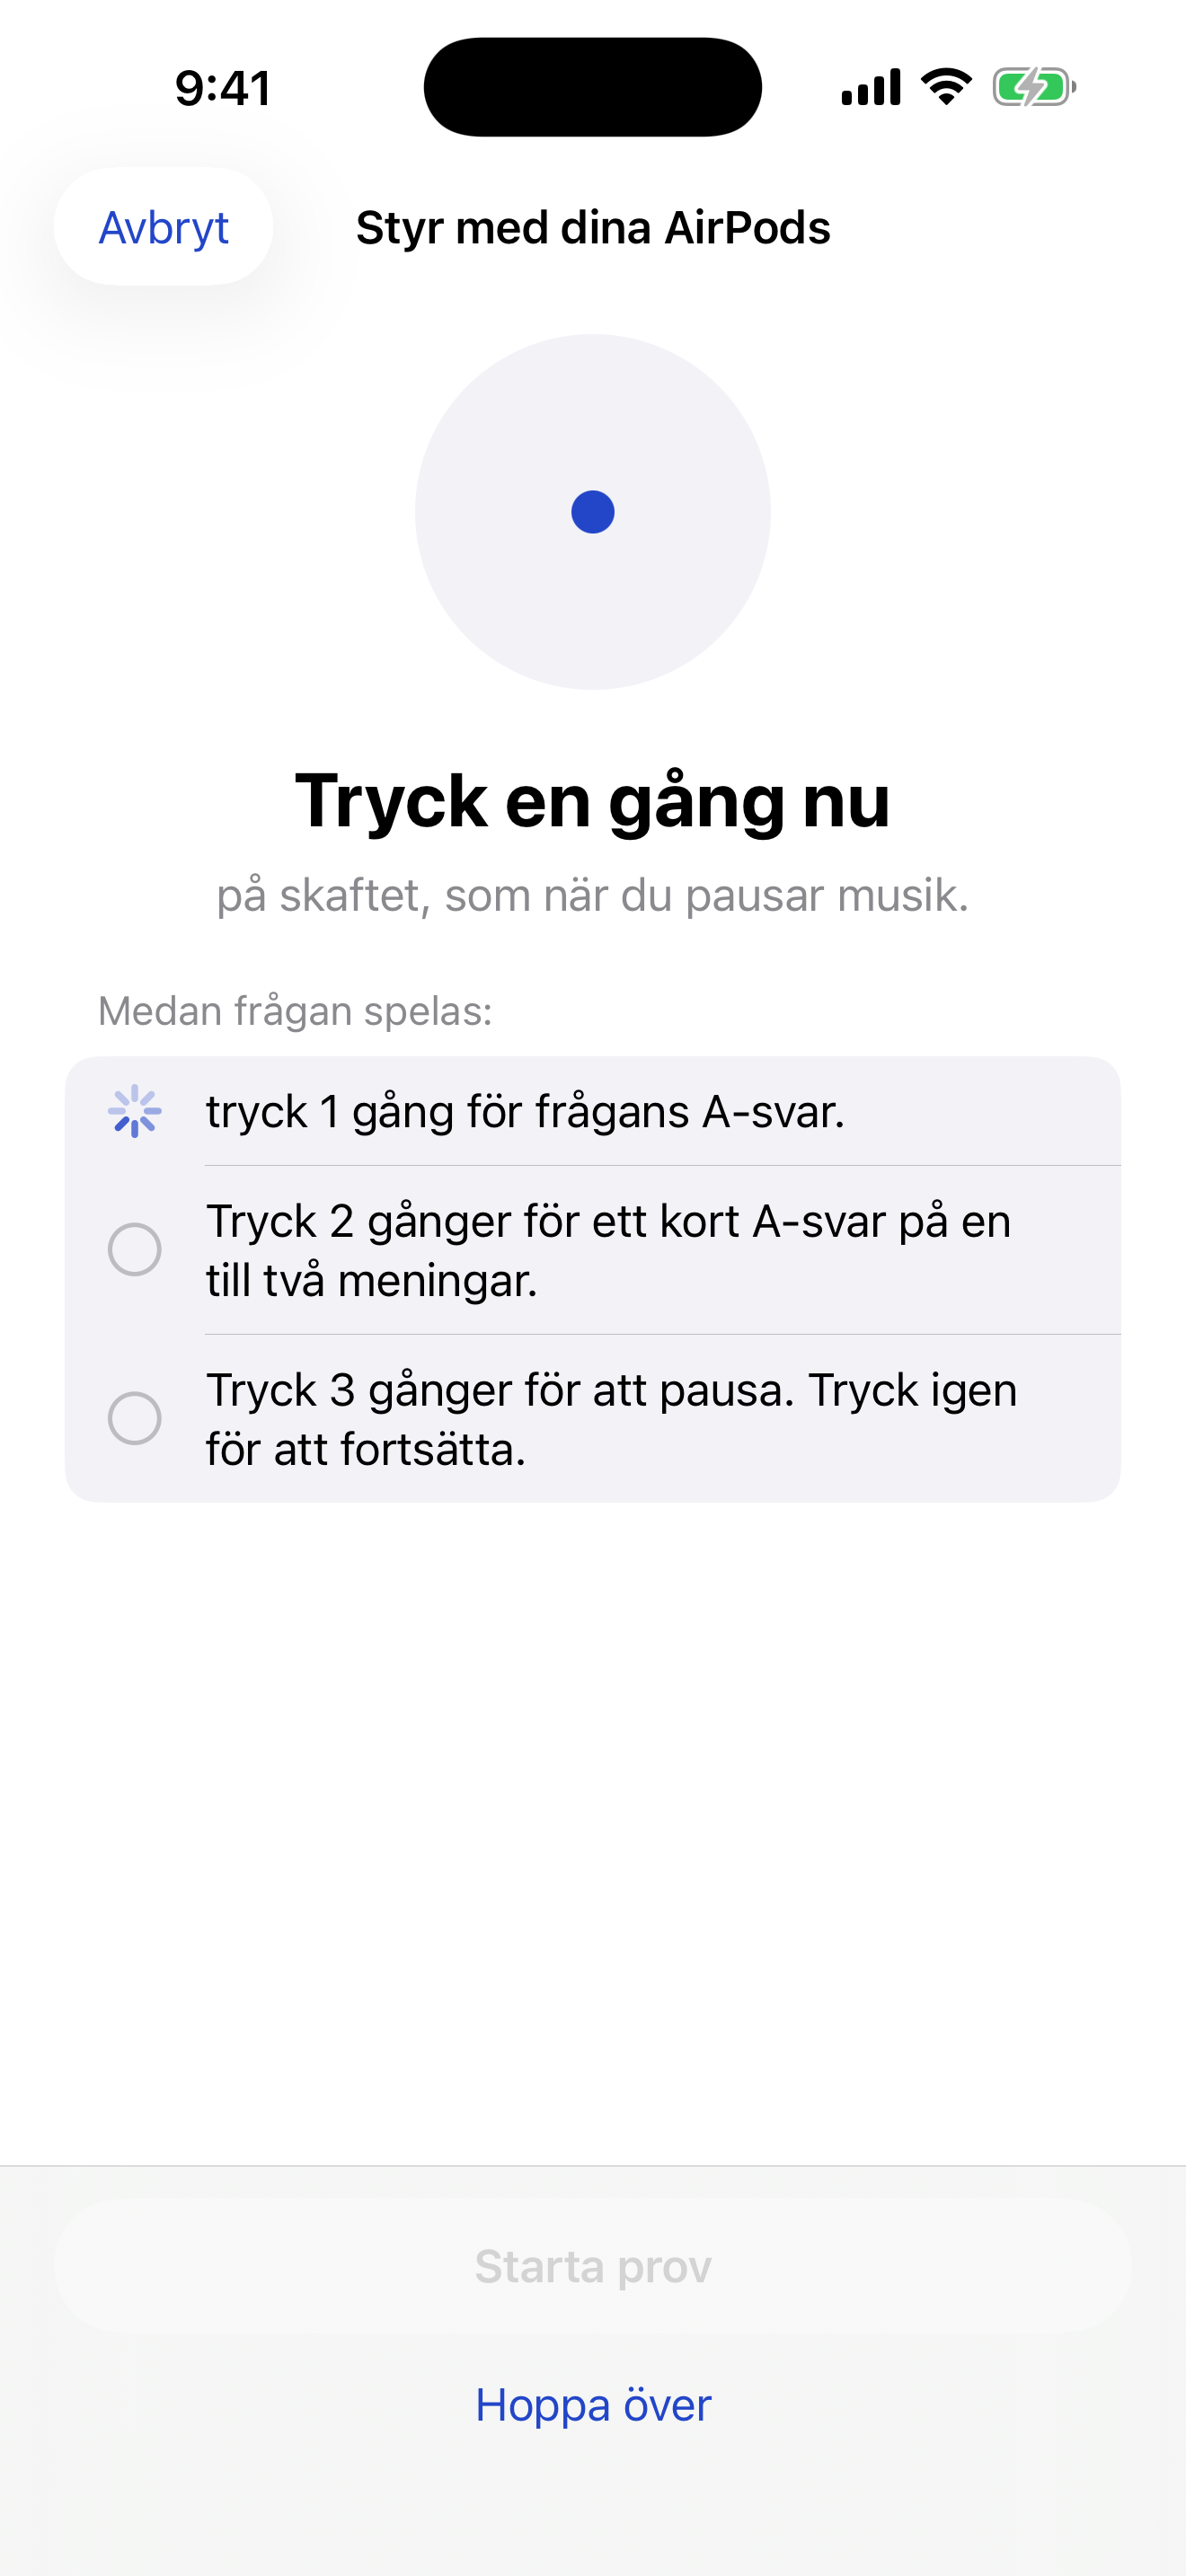 9:41
Avbryt
Styr med dina AirPods
Tryck en gång nu
på skaftet, som när du pausar musik.
Medan frågan spelas:
tryck 1 gång för frågans A-svar.
Tryck 2 gånger för ett kort A-svar på en
till två meningar.
Tryck 3 gånger för att pausa. Tryck igen
för att fortsätta.
Starta prov
Hoppa över